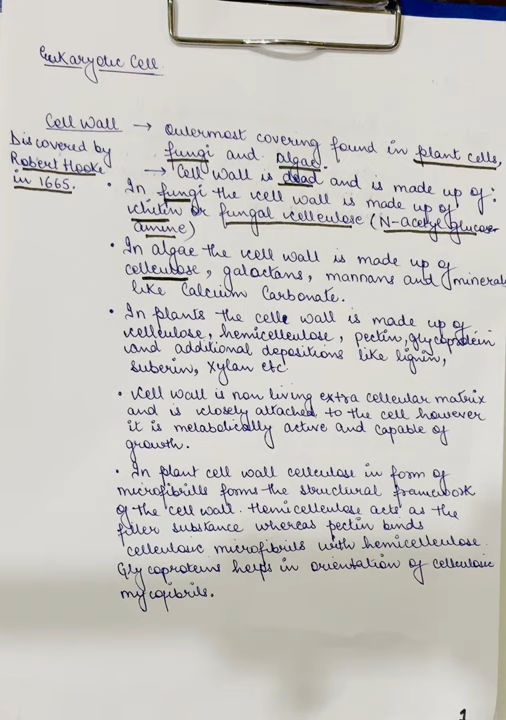 Eukaryotic Cell
Cell Wall → Outermost covering found in plant cells,
fungi and Algae.
Discovered by
Robert Hooke
in 1665.
→ Cell wall is dead and is made up of:
• In fungi the cell wall is made up of
chitin or fungal cellulose (N-acetyl glucos-
amine)
• In algae the cell wall is made up of
cellulose, galactans, mannans and minerals
like Calcium Carbonate.
• In plants the cell wall is made up of
cellulose, hemicellulose, pectin, glycoprotein
and additional depositions like lignin,
suberin, xylan etc
• Cell wall is non living extra cellular matrix
and is closely attached to the cell however
it is metabolically active and capable of
growth.
• In plant cell wall cellculose in form of
microfibrills forms the structural framework
of the cell wall. Hemicellulose acts as the
filler substance whereas pectin binds
cellculosic microfibrils with hemicellulose.
Glycoproteins helps in orientation of cellculosic
mycofibrils.
1